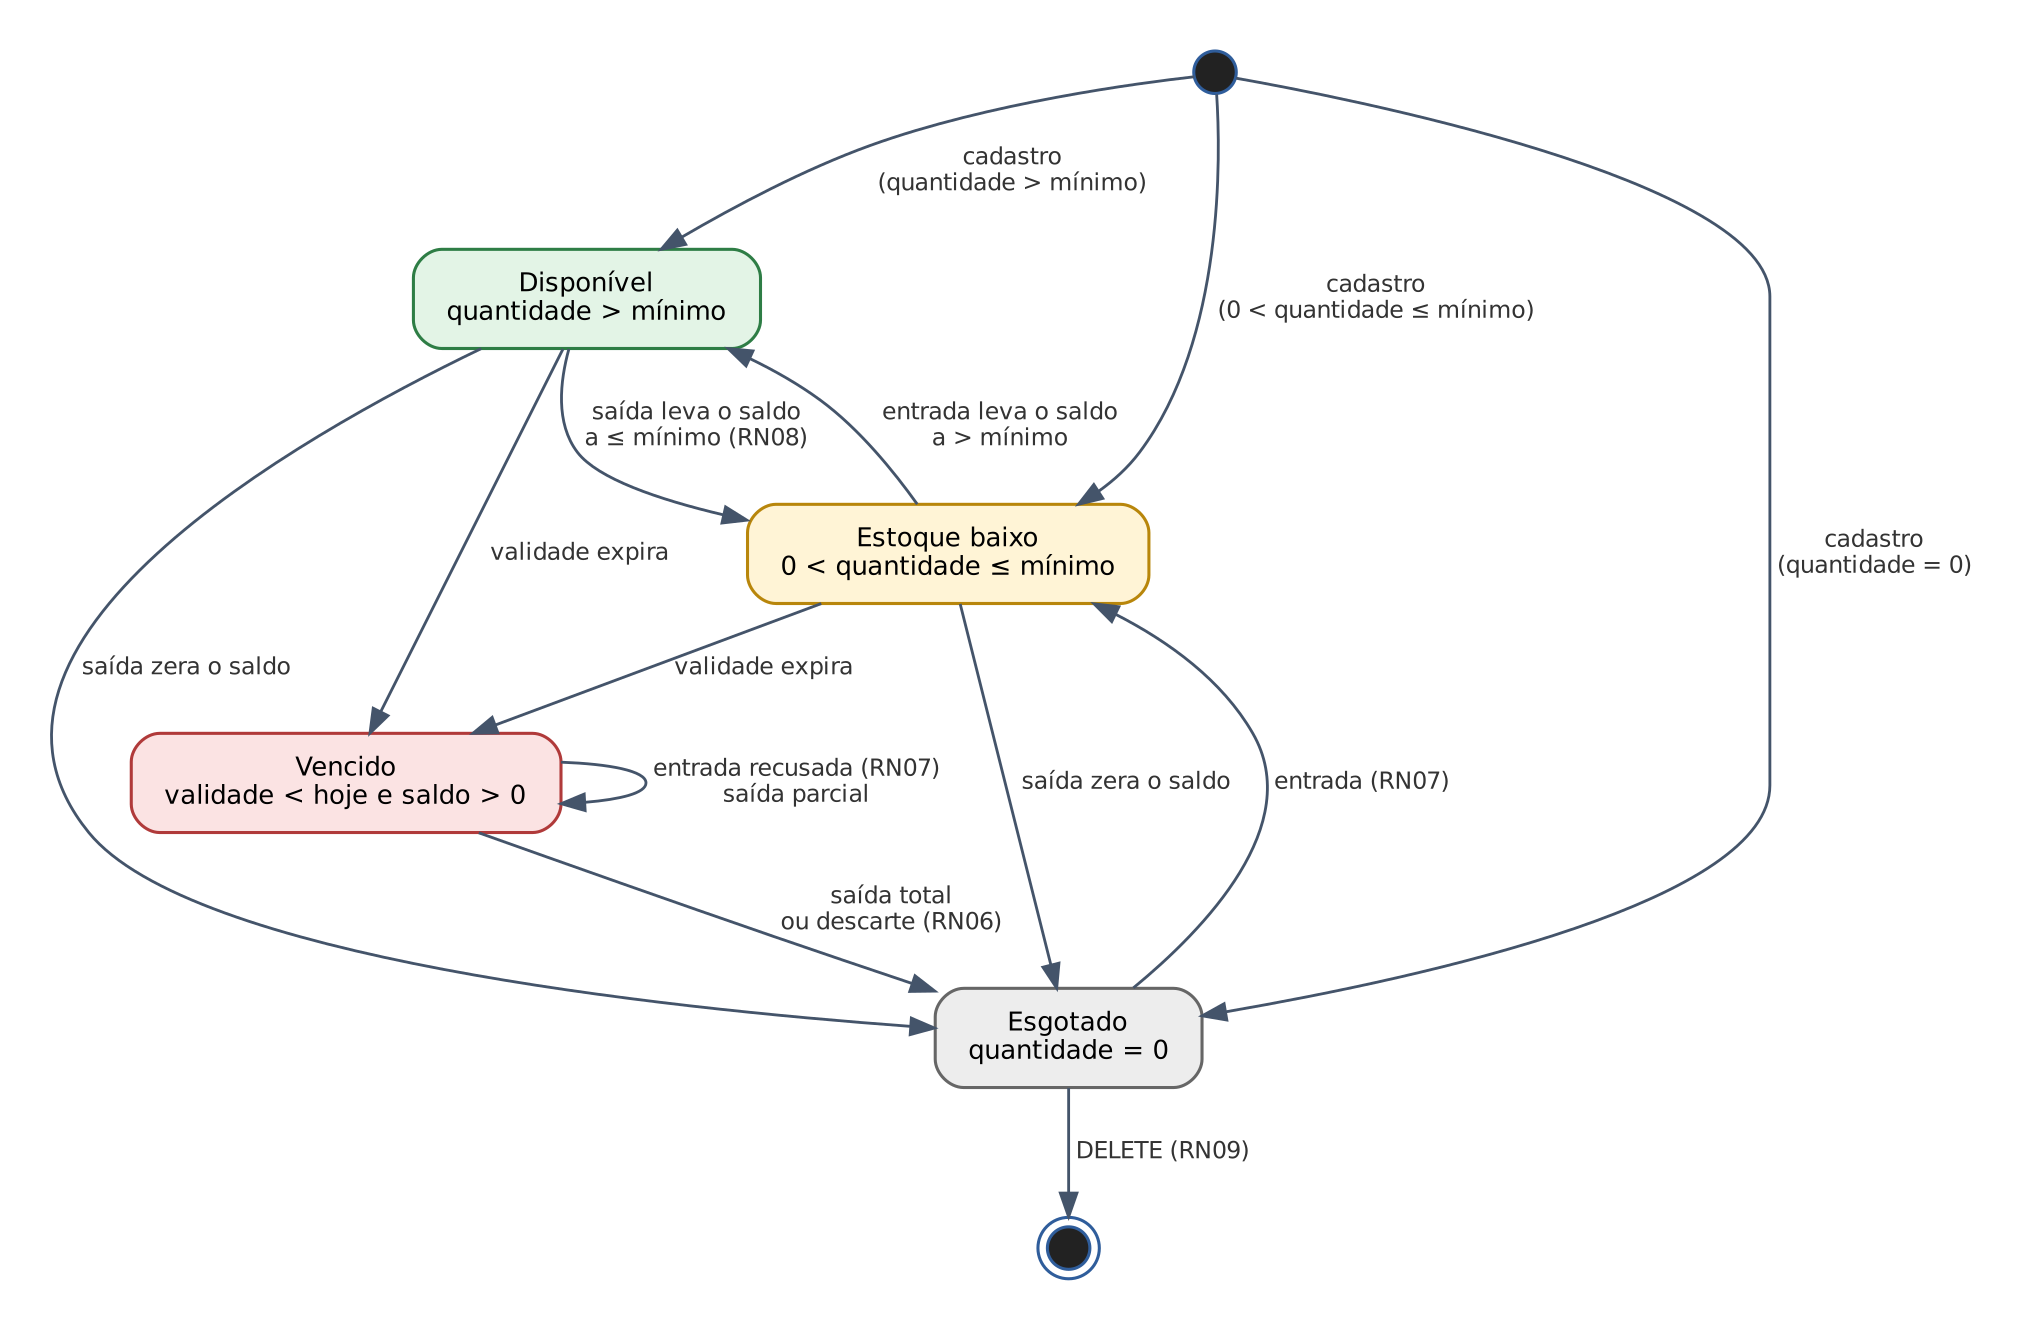 cadastro
(quantidade > mínimo)
Disponível
quantidade > mínimo
cadastro
(0 < quantidade ≤ mínimo)
saída leva o saldo
a ≤ mínimo (RN08)
entrada leva o saldo
a > mínimo
validade expira
Estoque baixo
0 < quantidade ≤ mínimo
cadastro
(quantidade = 0)
saída zera o saldo
validade expira
Vencido
validade < hoje e saldo > 0
entrada recusada (RN07)
saída parcial
saída zera o saldo
entrada (RN07)
saída total
ou descarte (RN06)
Esgotado
quantidade = 0
DELETE (RN09)